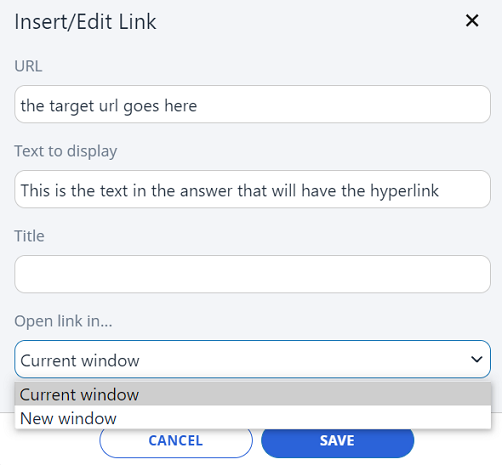 Insert/Edit Link
URL
the target url goes here
Text to display
This is the text in the answer that will have the hyperlink
Title
Open link in...
Current window
Current window
New window
CANCEL SAVE